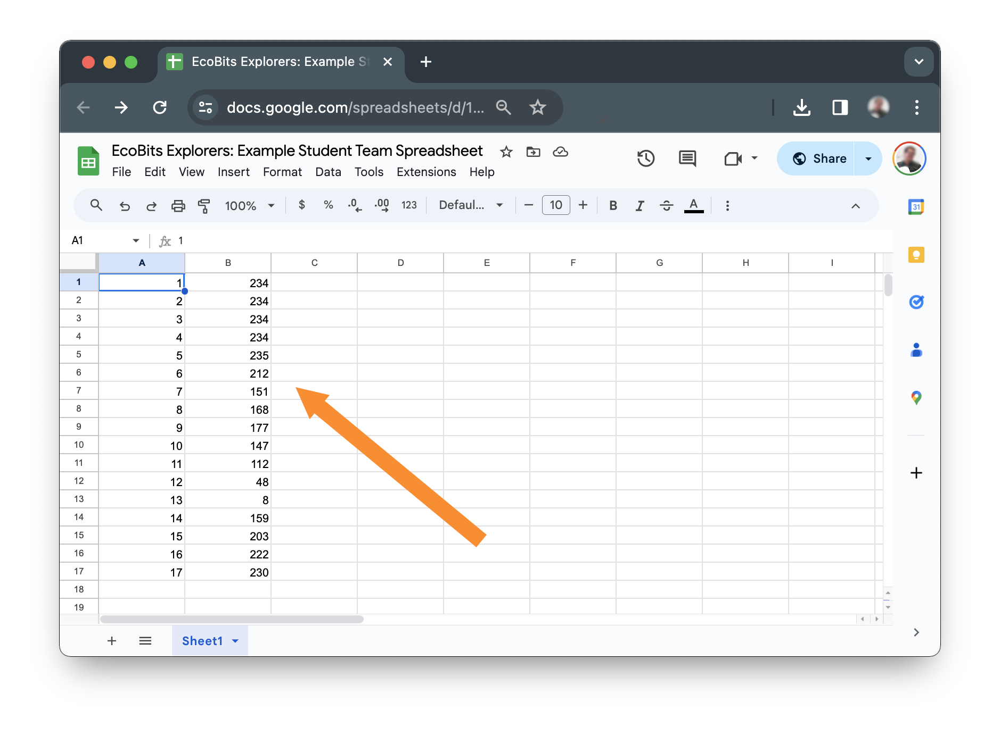 EcoBits Explorers: Example St
docs.google.com/spreadsheets/d/1...
EcoBits Explorers: Example Student Team Spreadsheet
File Edit View Insert Format Data Tools Extensions Help
Share
100% $ % .0 .00 123 Defaul... 10 B I S A
31
A1 fx 1
A B C D E F G H I
1 1 234
2 2 234
3 3 234
4 4 234
5 5 235
6 6 212
7 7 151
8 8 168
9 9 177
10 10 147
11 11 112
12 12 48
13 13 8
14 14 159
15 15 203
16 16 222
17 17 230
18
19
Sheet1